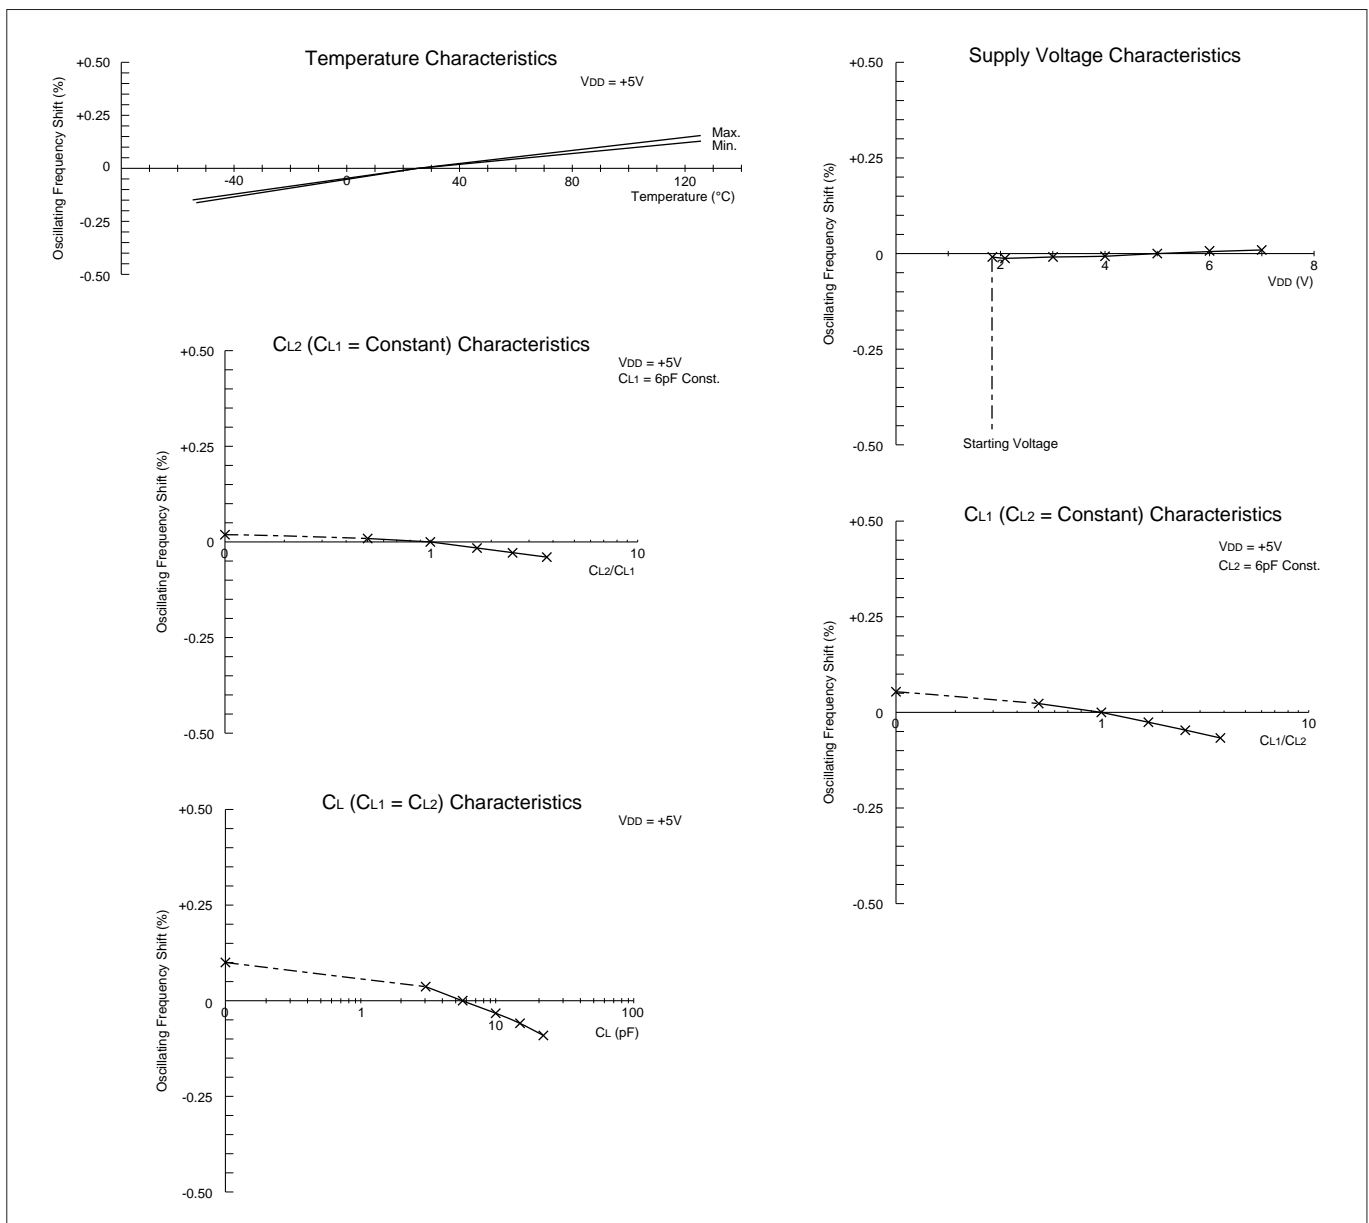 Temperature Characteristics
VDD = +5V
Oscillating Frequency Shift (%)
+0.50
+0.25
0
-0.25
-0.50
-40
0
40
80
120
Temperature (°C)
Max.
Min.
Supply Voltage Characteristics
Oscillating Frequency Shift (%)
+0.50
+0.25
0
-0.25
-0.50
2
4
6
8
VDD (V)
Starting Voltage
CL2 (CL1 = Constant) Characteristics
VDD = +5V
CL1 = 6pF Const.
Oscillating Frequency Shift (%)
+0.50
+0.25
0
-0.25
-0.50
0
1
10
CL2/CL1
CL1 (CL2 = Constant) Characteristics
VDD = +5V
CL2 = 6pF Const.
Oscillating Frequency Shift (%)
+0.50
+0.25
0
-0.25
-0.50
0
1
10
CL1/CL2
CL (CL1 = CL2) Characteristics
VDD = +5V
Oscillating Frequency Shift (%)
+0.50
+0.25
0
-0.25
-0.50
0
1
10
100
CL (pF)